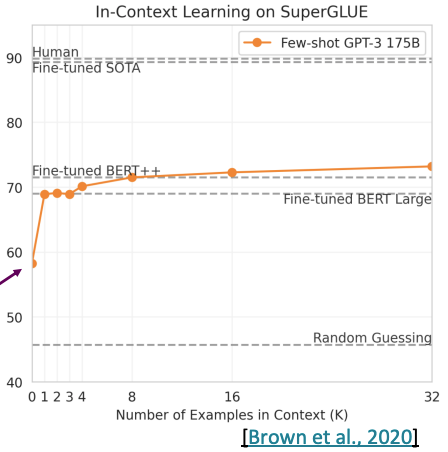 In-Context Learning on SuperGLUE
Few-shot GPT-3 175B
90
Human
Fine-tuned SOTA
80
Fine-tuned BERT++
70
Fine-tuned BERT Large
60
50
Random Guessing
40
0 1 2 3 4 8 16 32
Number of Examples in Context (K)
[Brown et al., 2020]